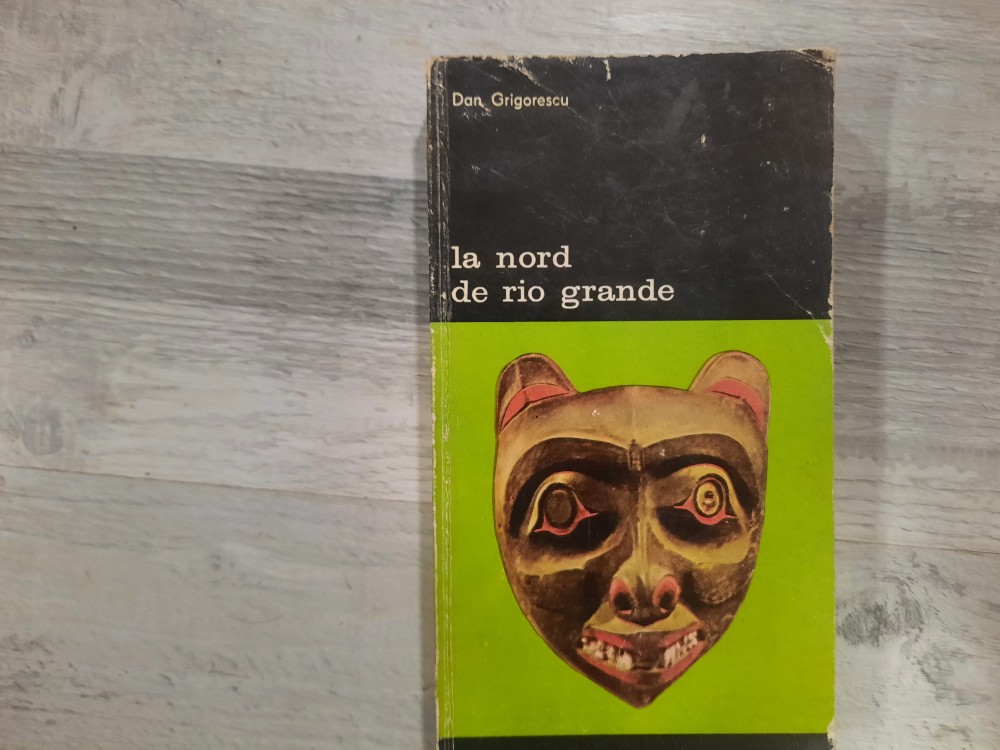 Dan Grigorescu
la nord
de rio grande